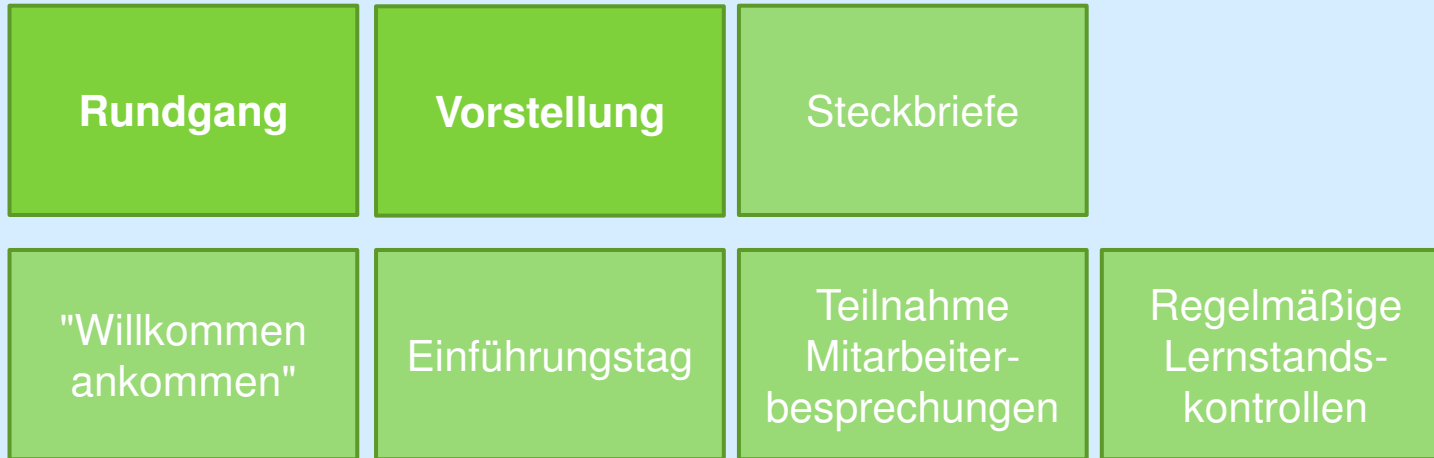 Rundgang
Vorstellung
Steckbriefe
"Willkommen
ankommen"
Einführungstag
Teilnahme
Mitarbeiter-
besprechungen
Regelmäßige
Lernstands-
kontrollen